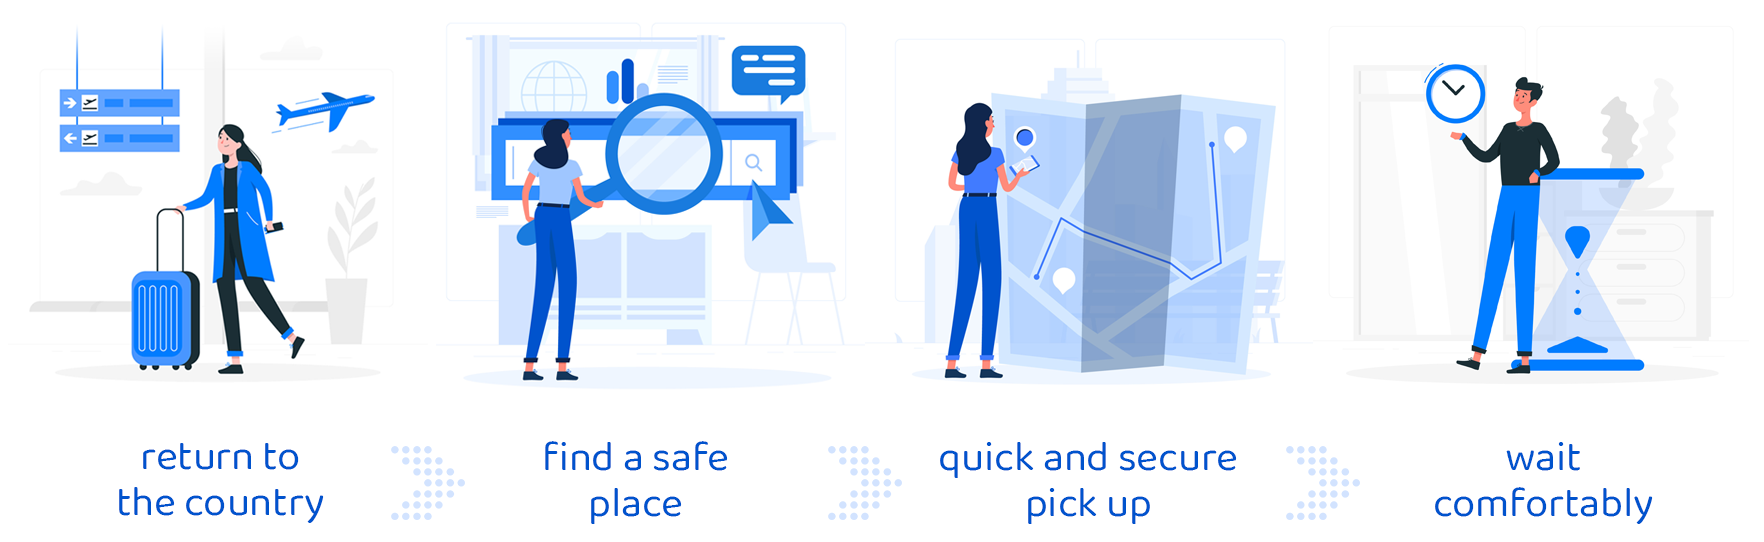 return to
the country
find a safe
place
quick and secure
pick up
wait
comfortably